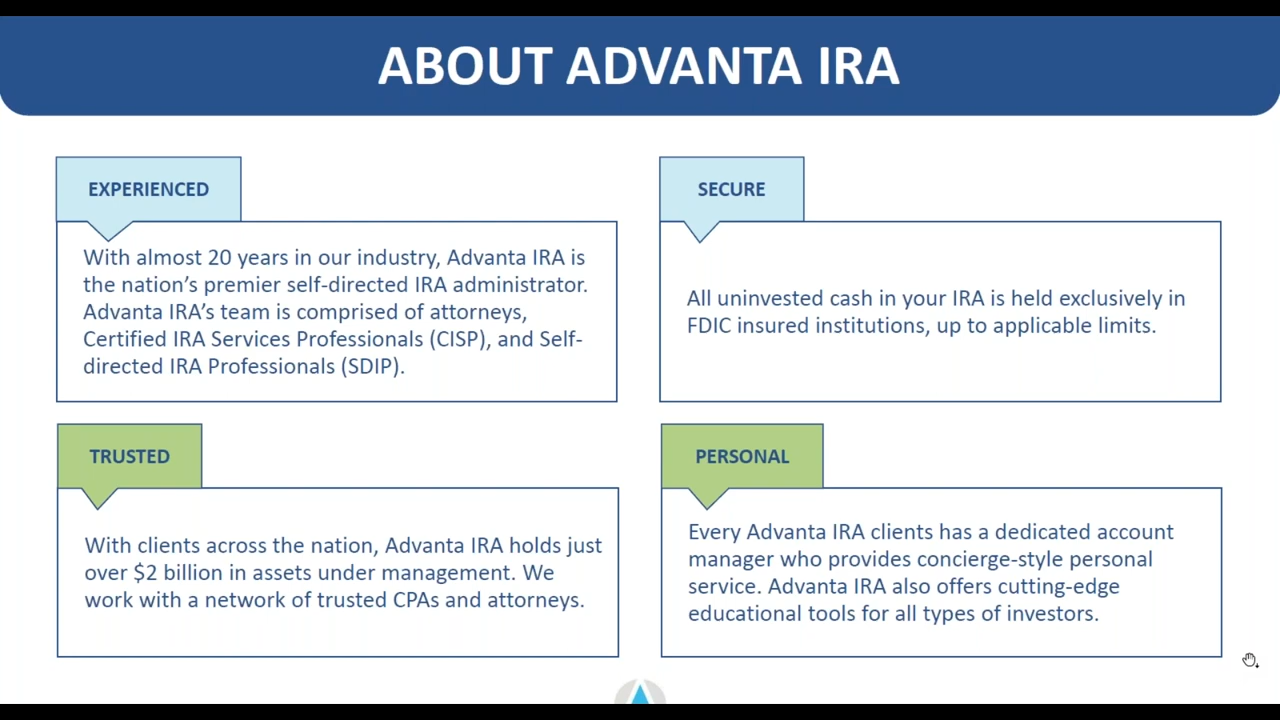 ABOUT ADVANTA IRA
EXPERIENCED
With almost 20 years in our industry, Advanta IRA is
the nation's premier self-directed IRA administrator.
Advanta IRA's team is comprised of attorneys,
Certified IRA Services Professionals (CISP), and Self-
directed IRA Professionals (SDIP).
SECURE
All uninvested cash in your IRA is held exclusively in
FDIC insured institutions, up to applicable limits.
TRUSTED
With clients across the nation, Advanta IRA holds just
over $2 billion in assets under management. We
work with a network of trusted CPAs and attorneys.
PERSONAL
Every Advanta IRA clients has a dedicated account
manager who provides concierge-style personal
service. Advanta IRA also offers cutting-edge
educational tools for all types of investors.